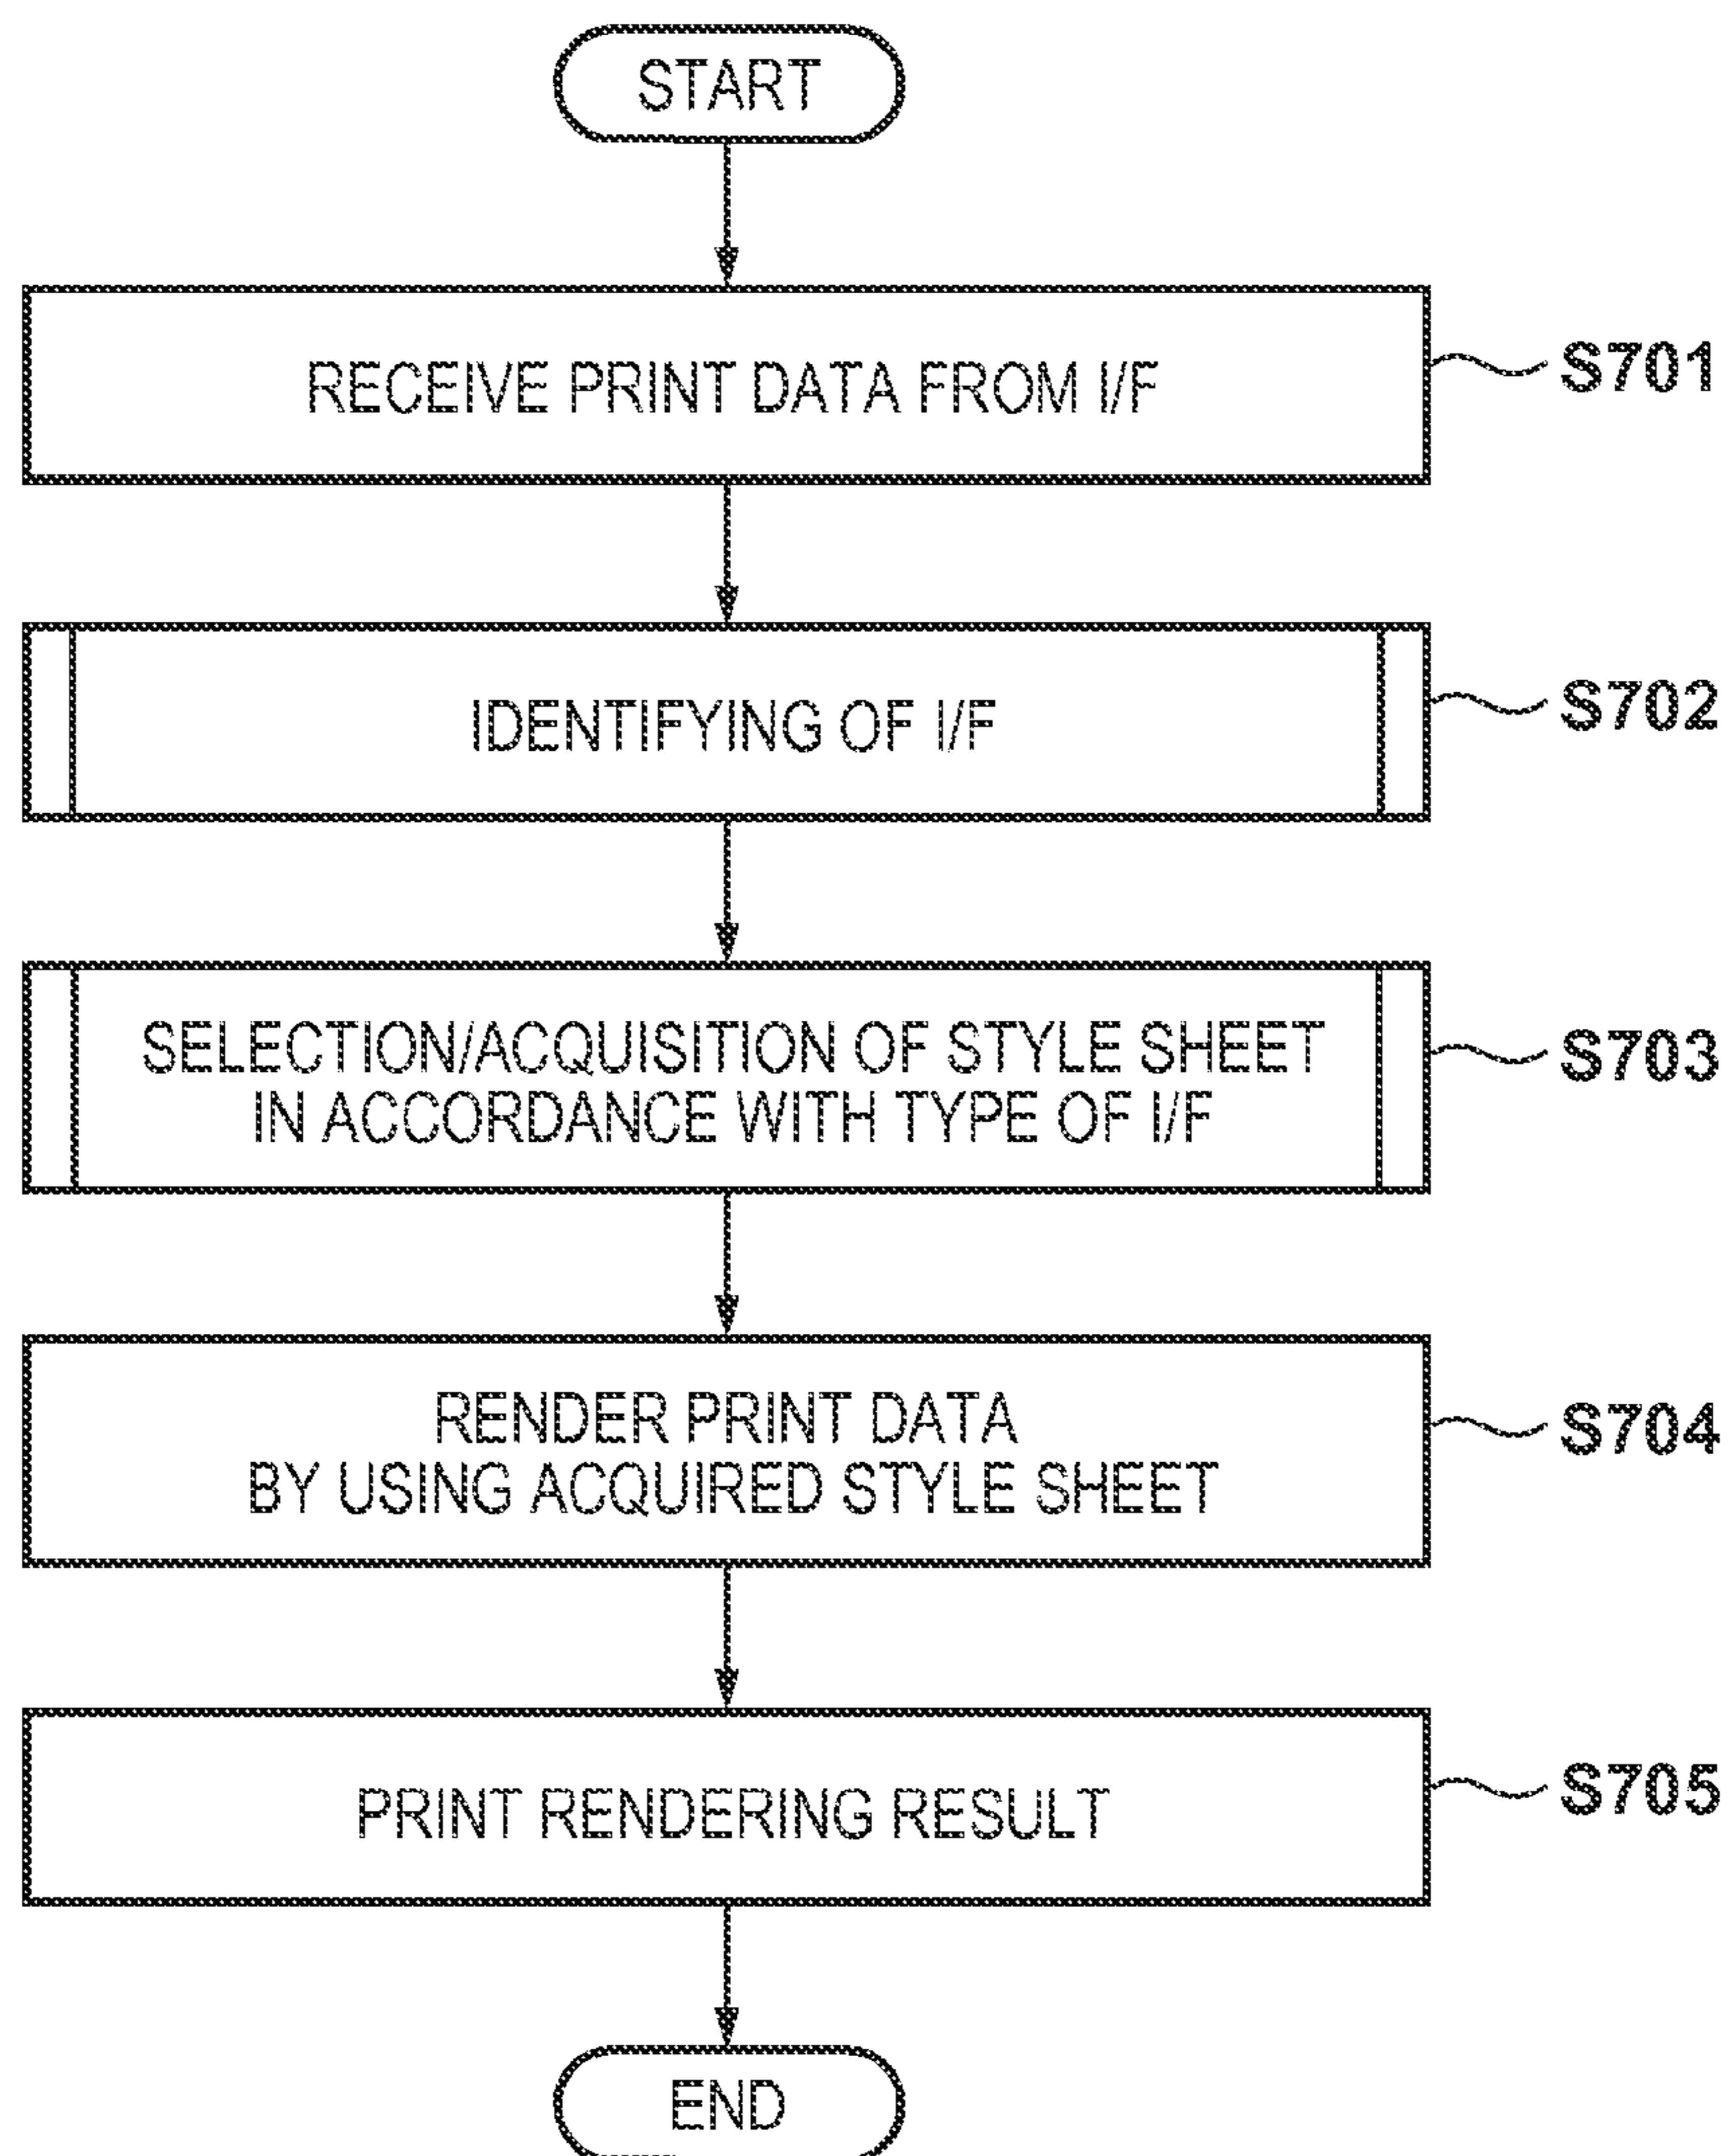 START
RECEIVE PRINT DATA FROM I/F
S701
IDENTIFYING OF I/F
S702
SELECTION/ACQUISITION OF STYLE SHEET
IN ACCORDANCE WITH TYPE OF I/F
S703
RENDER PRINT DATA
BY USING ACQUIRED STYLE SHEET
S704
PRINT RENDERING RESULT
S705
END